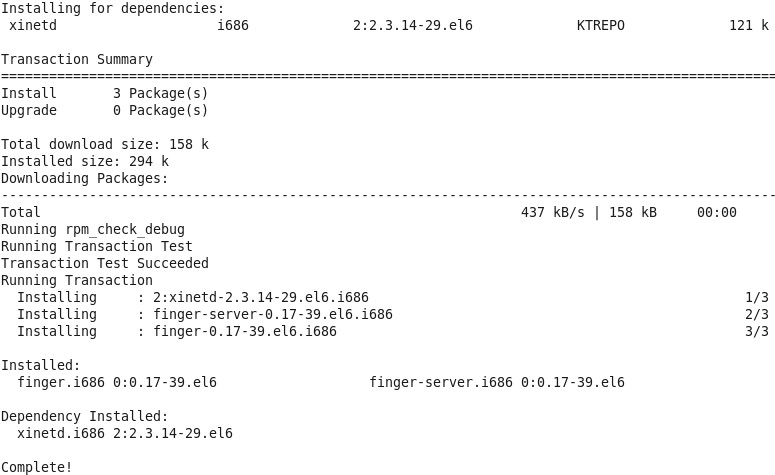 Installing for dependencies:
 xinetd                    i686             2:2.3.14-29.el6             KTREPO             121 k
Transaction Summary
=================================================================================================
Install       3 Package(s)
Upgrade       0 Package(s)
Total download size: 158 k
Installed size: 294 k
Downloading Packages:
-------------------------------------------------------------------------------------------------
Total                                                            437 kB/s | 158 kB     00:00
Running rpm_check_debug
Running Transaction Test
Transaction Test Succeeded
Running Transaction
  Installing     : 2:xinetd-2.3.14-29.el6.i686                                               1/3
  Installing     : finger-server-0.17-39.el6.i686                                            2/3
  Installing     : finger-0.17-39.el6.i686                                                   3/3
Installed:
  finger.i686 0:0.17-39.el6                   finger-server.i686 0:0.17-39.el6
Dependency Installed:
  xinetd.i686 2:2.3.14-29.el6
Complete!